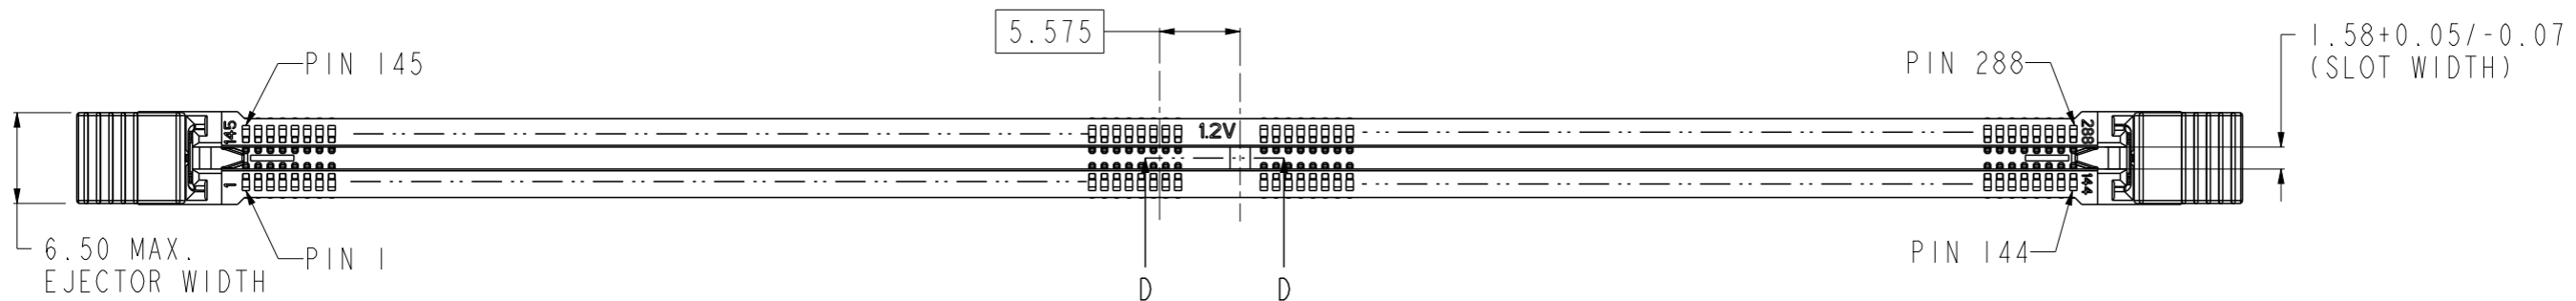 5.575
1.58+0.05/-0.07
(SLOT WIDTH)
PIN 145
PIN 288
145
1.2V
288
1
144
6.50 MAX.
EJECTOR WIDTH
PIN 1
PIN 144
D
D